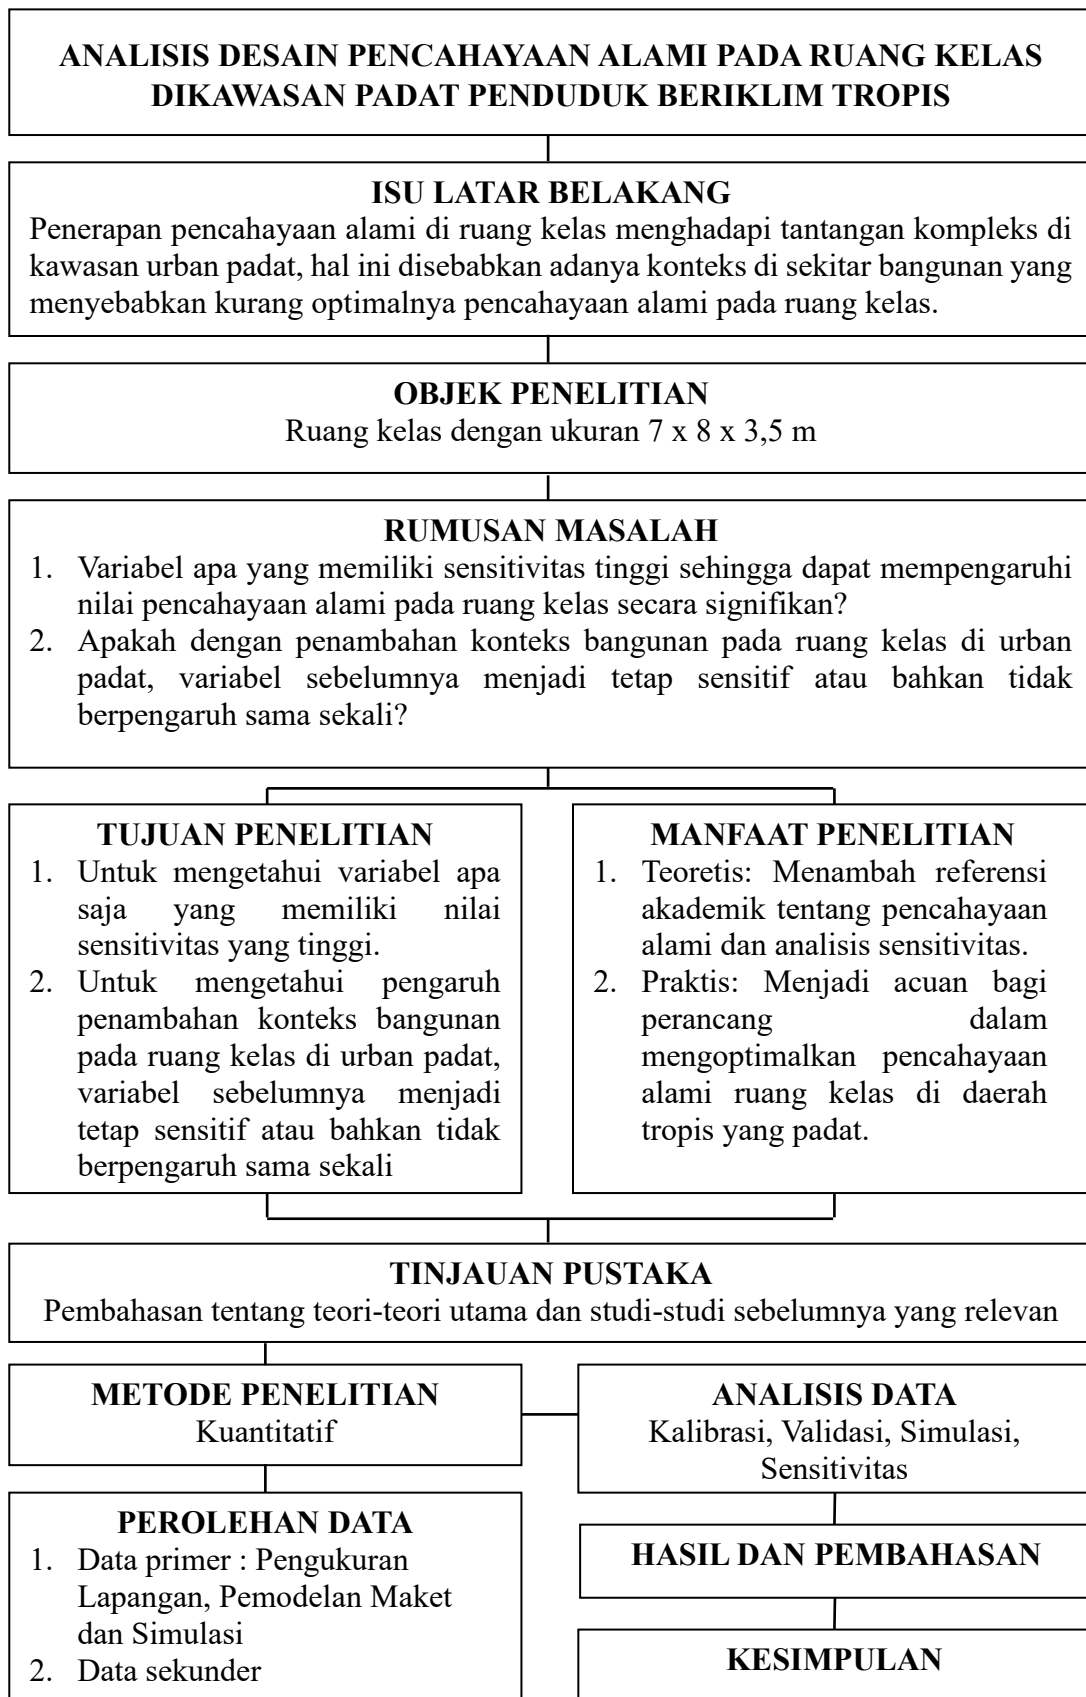 ANALISIS DESAIN PENCAHAYAAN ALAMI PADA RUANG KELAS
DIKAWASAN PADAT PENDUDUK BERIKLIM TROPIS
ISU LATAR BELAKANG
Penerapan pencahayaan alami di ruang kelas menghadapi tantangan kompleks di
kawasan urban padat, hal ini disebabkan adanya konteks di sekitar bangunan yang
menyebabkan kurang optimalnya pencahayaan alami pada ruang kelas.
OBJEK PENELITIAN
Ruang kelas dengan ukuran 7 x 8 x 3,5 m
RUMUSAN MASALAH
1. Variabel apa yang memiliki sensitivitas tinggi sehingga dapat mempengaruhi
nilai pencahayaan alami pada ruang kelas secara signifikan?
2. Apakah dengan penambahan konteks bangunan pada ruang kelas di urban
padat, variabel sebelumnya menjadi tetap sensitif atau bahkan tidak
berpengaruh sama sekali?
TUJUAN PENELITIAN
1. Untuk mengetahui variabel apa
saja yang memiliki nilai
sensitivitas yang tinggi.
2. Untuk mengetahui pengaruh
penambahan konteks bangunan
pada ruang kelas di urban padat,
variabel sebelumnya menjadi
tetap sensitif atau bahkan tidak
berpengaruh sama sekali
MANFAAT PENELITIAN
1. Teoretis: Menambah referensi
akademik tentang pencahayaan
alami dan analisis sensitivitas.
2. Praktis: Menjadi acuan bagi
perancang dalam
mengoptimalkan pencahayaan
alami ruang kelas di daerah
tropis yang padat.
TINJAUAN PUSTAKA
Pembahasan tentang teori-teori utama dan studi-studi sebelumnya yang relevan
METODE PENELITIAN
Kuantitatif
ANALISIS DATA
Kalibrasi, Validasi, Simulasi,
Sensitivitas
PEROLEHAN DATA
1. Data primer : Pengukuran
Lapangan, Pemodelan Maket
dan Simulasi
2. Data sekunder
HASIL DAN PEMBAHASAN
KESIMPULAN